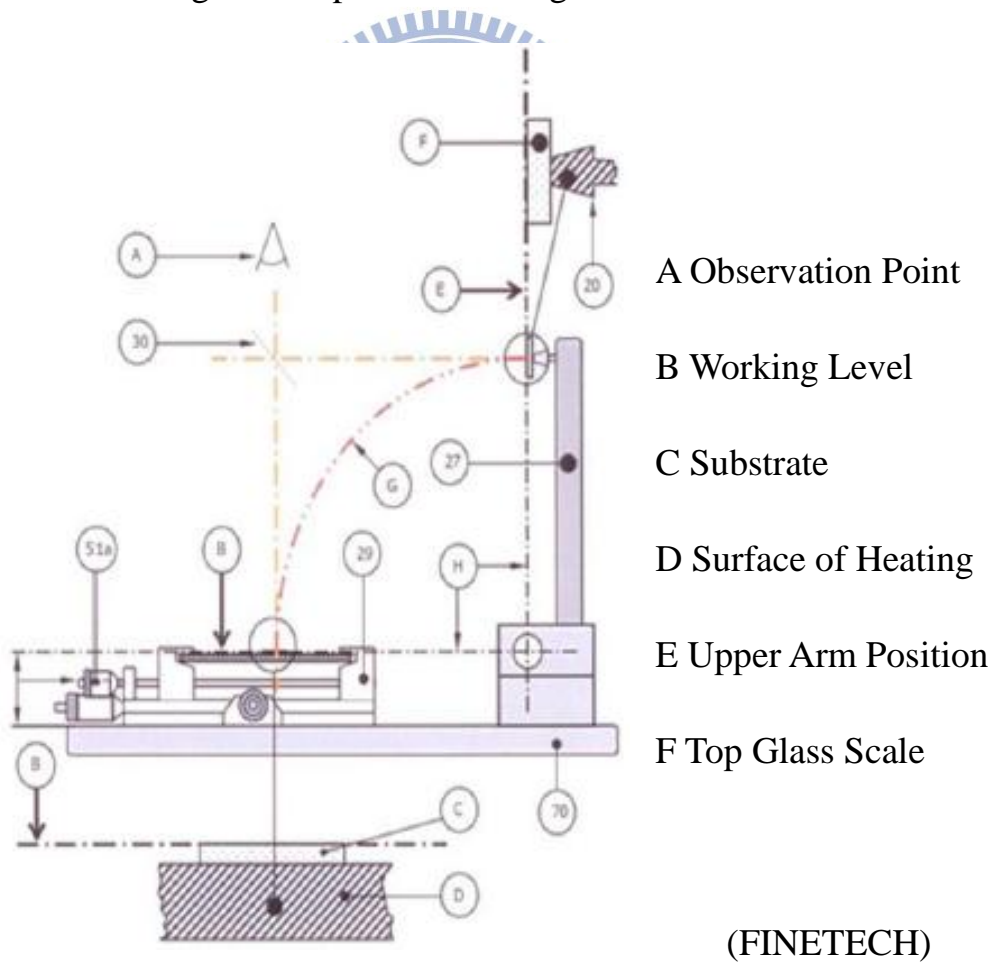 F
A
E
20
30
27
G
51a
B
29
H
B
C
70
D
A Observation Point
B Working Level
C Substrate
D Surface of Heating
E Upper Arm Position
F Top Glass Scale
(FINETECH)